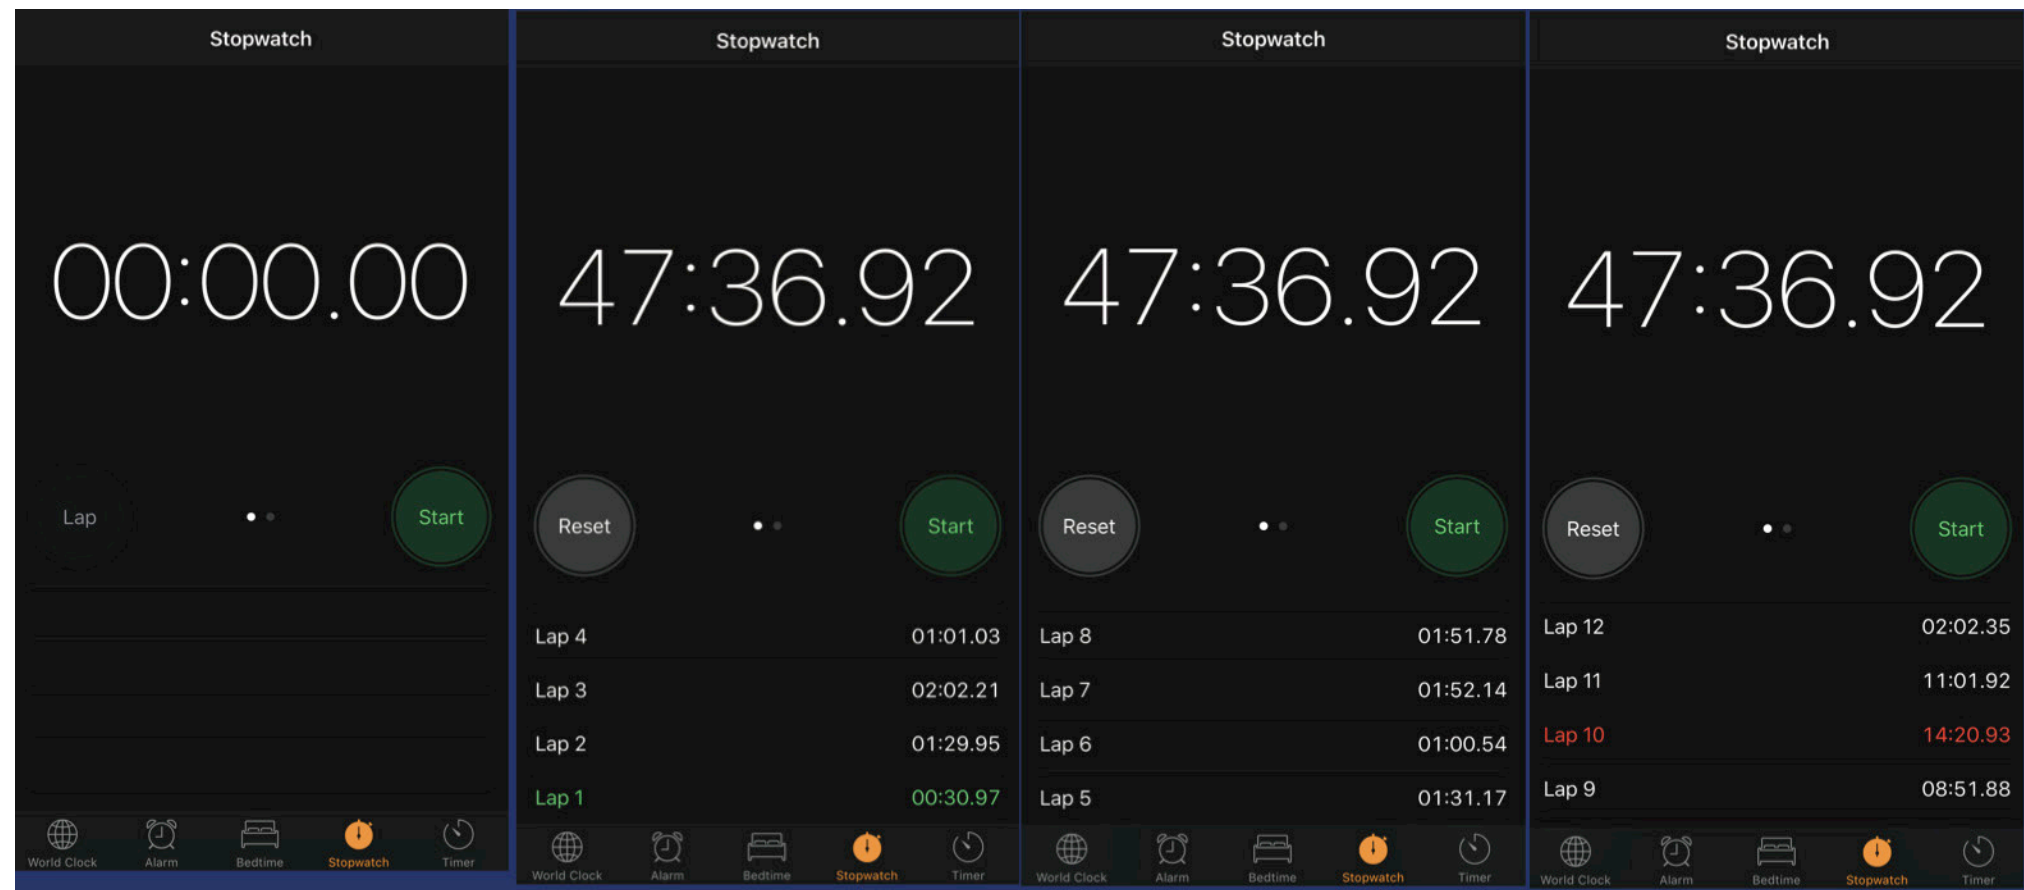 Stopwatch
00:00.00
Lap
Start
World Clock
Alarm
Bedtime
Stopwatch
Timer
Stopwatch
47:36.92
Reset
Start
Lap 4 01:01.03
Lap 3 02:02.21
Lap 2 01:29.95
Lap 1 00:30.97
World Clock
Alarm
Bedtime
Stopwatch
Timer
Stopwatch
47:36.92
Reset
Start
Lap 8 01:51.78
Lap 7 01:52.14
Lap 6 01:00.54
Lap 5 01:31.17
World Clock
Alarm
Bedtime
Stopwatch
Timer
Stopwatch
47:36.92
Reset
Start
Lap 12 02:02.35
Lap 11 11:01.92
Lap 10 14:20.93
Lap 9 08:51.88
World Clock
Alarm
Bedtime
Stopwatch
Timer